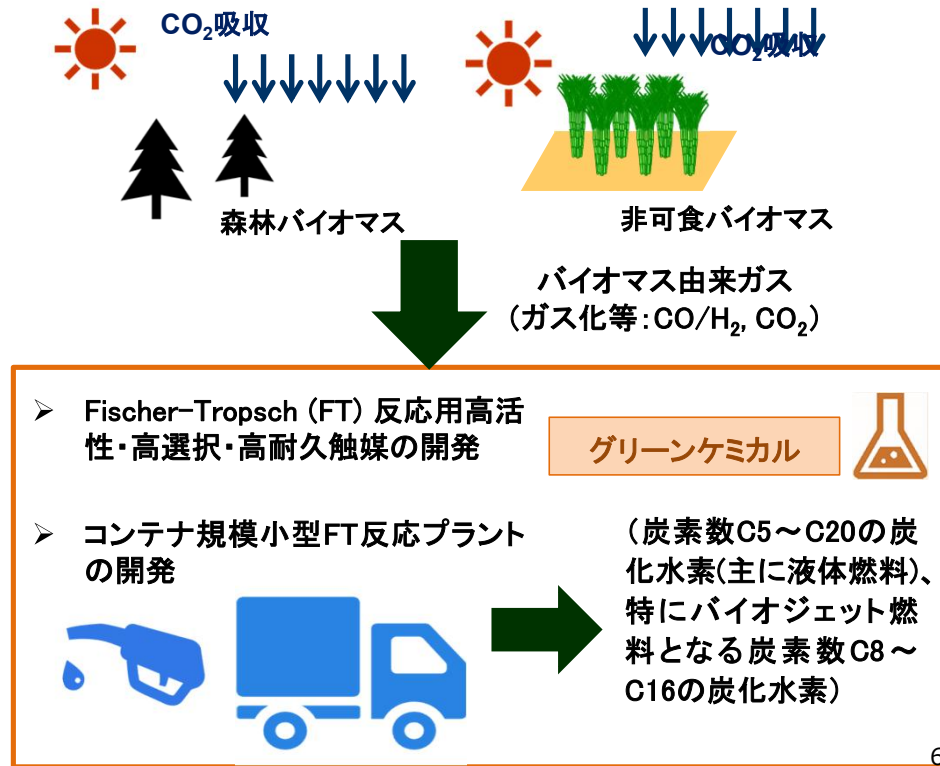 CO₂吸収
CO₂吸収
森林バイオマス
非可食バイオマス
バイオマス由来ガス
(ガス化等:CO/H₂, CO₂)
➢ Fischer-Tropsch (FT) 反応用高活
性・高選択・高耐久触媒の開発
グリーンケミカル
➢ コンテナ規模小型FT反応プラント
の開発
(炭素数C5～C20の炭
化水素(主に液体燃料)、
特にバイオジェット燃
料となる炭素数C8～
C16の炭化水素)
6